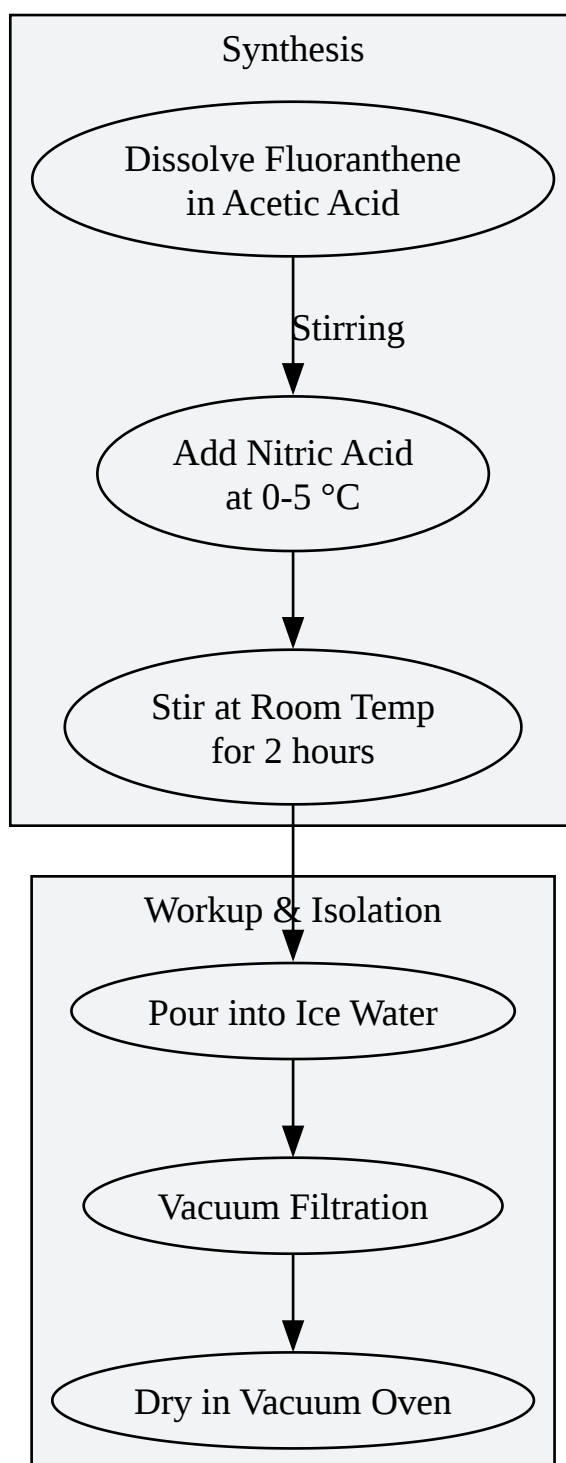 Synthesis
Dissolve Fluoranthene
in Acetic Acid
Stirring
Add Nitric Acid
at 0-5 °C
Stir at Room Temp
for 2 hours
Workup & Isolation
Pour into Ice Water
Vacuum Filtration
Dry in Vacuum Oven